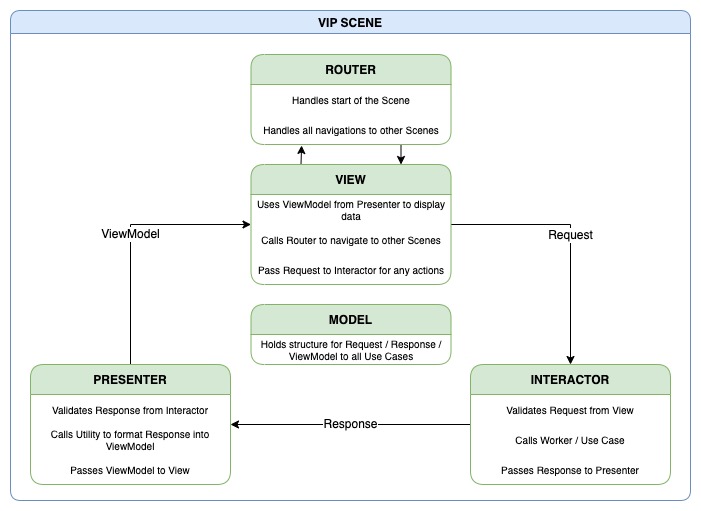 VIP SCENE
ROUTER
Handles start of the Scene
Handles all navigations to other Scenes
VIEW
Uses ViewModel from Presenter to display
data
Calls Router to navigate to other Scenes
Pass Request to Interactor for any actions
ViewModel
Request
MODEL
Holds structure for Request / Response /
ViewModel to all Use Cases
PRESENTER
Validates Response from Interactor
Calls Utility to format Response into
ViewModel
Passes ViewModel to View
Response
INTERACTOR
Validates Request from View
Calls Worker / Use Case
Passes Response to Presenter